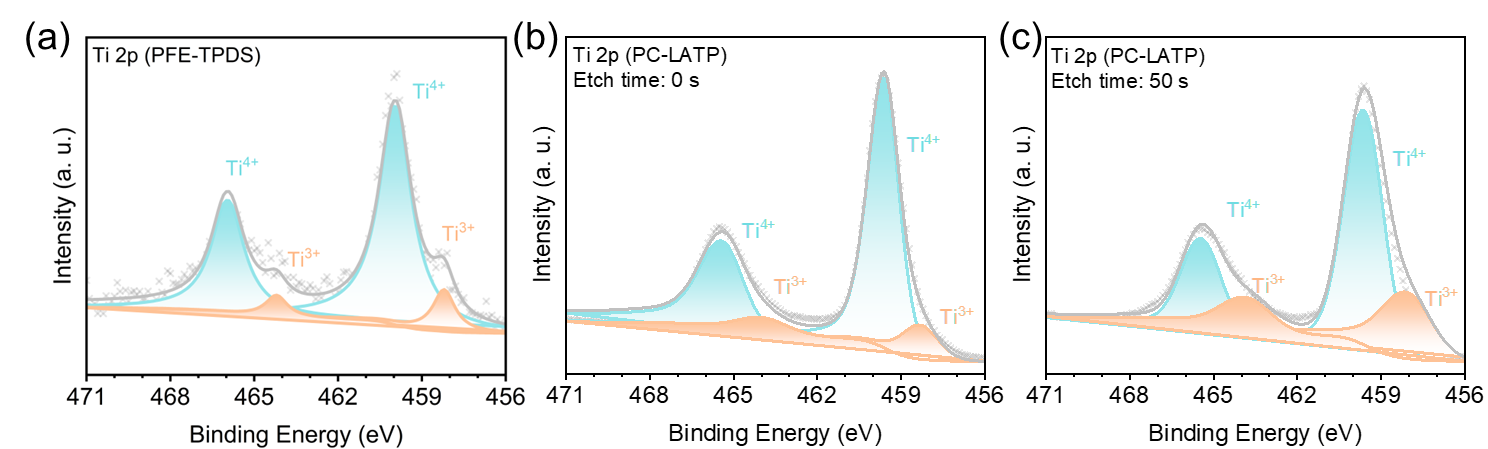 (a)
Ti 2p (PFE-TPDS)
Ti⁴⁺
Ti⁴⁺
Ti³⁺
Ti³⁺
Intensity (a. u.)
471 468 465 462 459 456
Binding Energy (eV)
(b)
Ti 2p (PC-LATP)
Etch time: 0 s
Ti⁴⁺
Ti⁴⁺
Ti³⁺
Ti³⁺
Intensity (a. u.)
471 468 465 462 459 456
Binding Energy (eV)
(c)
Ti 2p (PC-LATP)
Etch time: 50 s
Ti⁴⁺
Ti⁴⁺
Ti³⁺
Ti³⁺
Intensity (a. u.)
471 468 465 462 459 456
Binding Energy (eV)